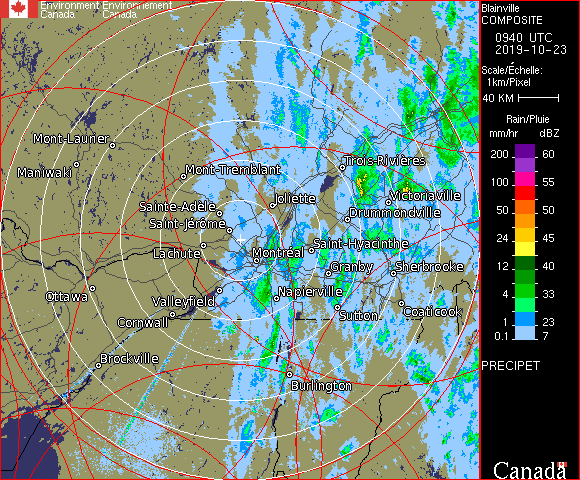 Environment Environnement
Canada Canada
Mont-Laurier
Maniwaki
Mont-Tremblant
Trois-Rivières
Sainte-Adèle
Joliette
Victoriaville
Drummondville
Saint-Jérôme
Lachute
Montréal
Saint-Hyacinthe
Granby
Sherbrooke
Ottawa
Valleyfield
Napierville
Cornwall
Sutton
Coaticook
Brockville
Burlington
Blainville
COMPOSITE
0940 UTC
2019-10-23
Scale/Échelle:
1km/Pixel
40 KM
Rain/Pluie
mm/hr dBZ
200 60
100 55
50 50
24 45
12 40
4 33
1 23
0.1 7
PRECIPET
Canada